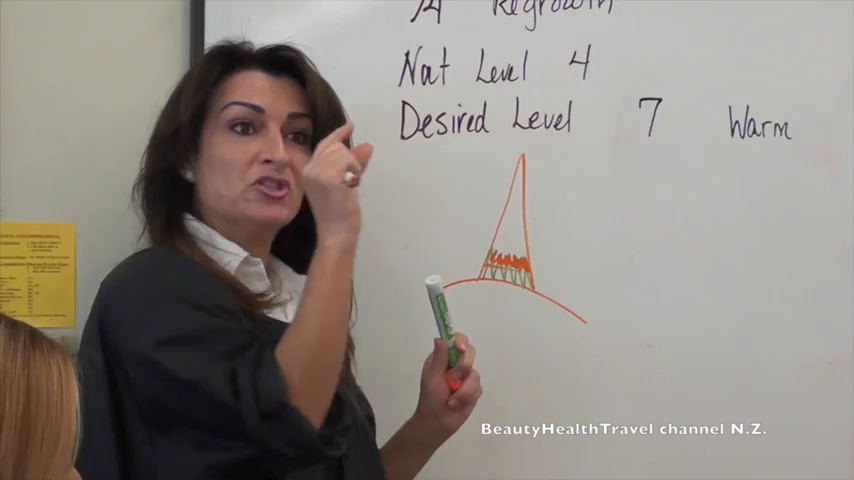 Regrowth
Nat Level 4
Desired Level 7 Warm
BeautyHealthTravel channel N.Z.